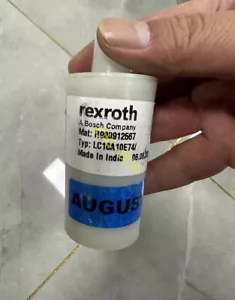 rexroth
A Bosch Company
Mat: R900912567
Typ: LC16A10E7X/
Made In India
AUGUS